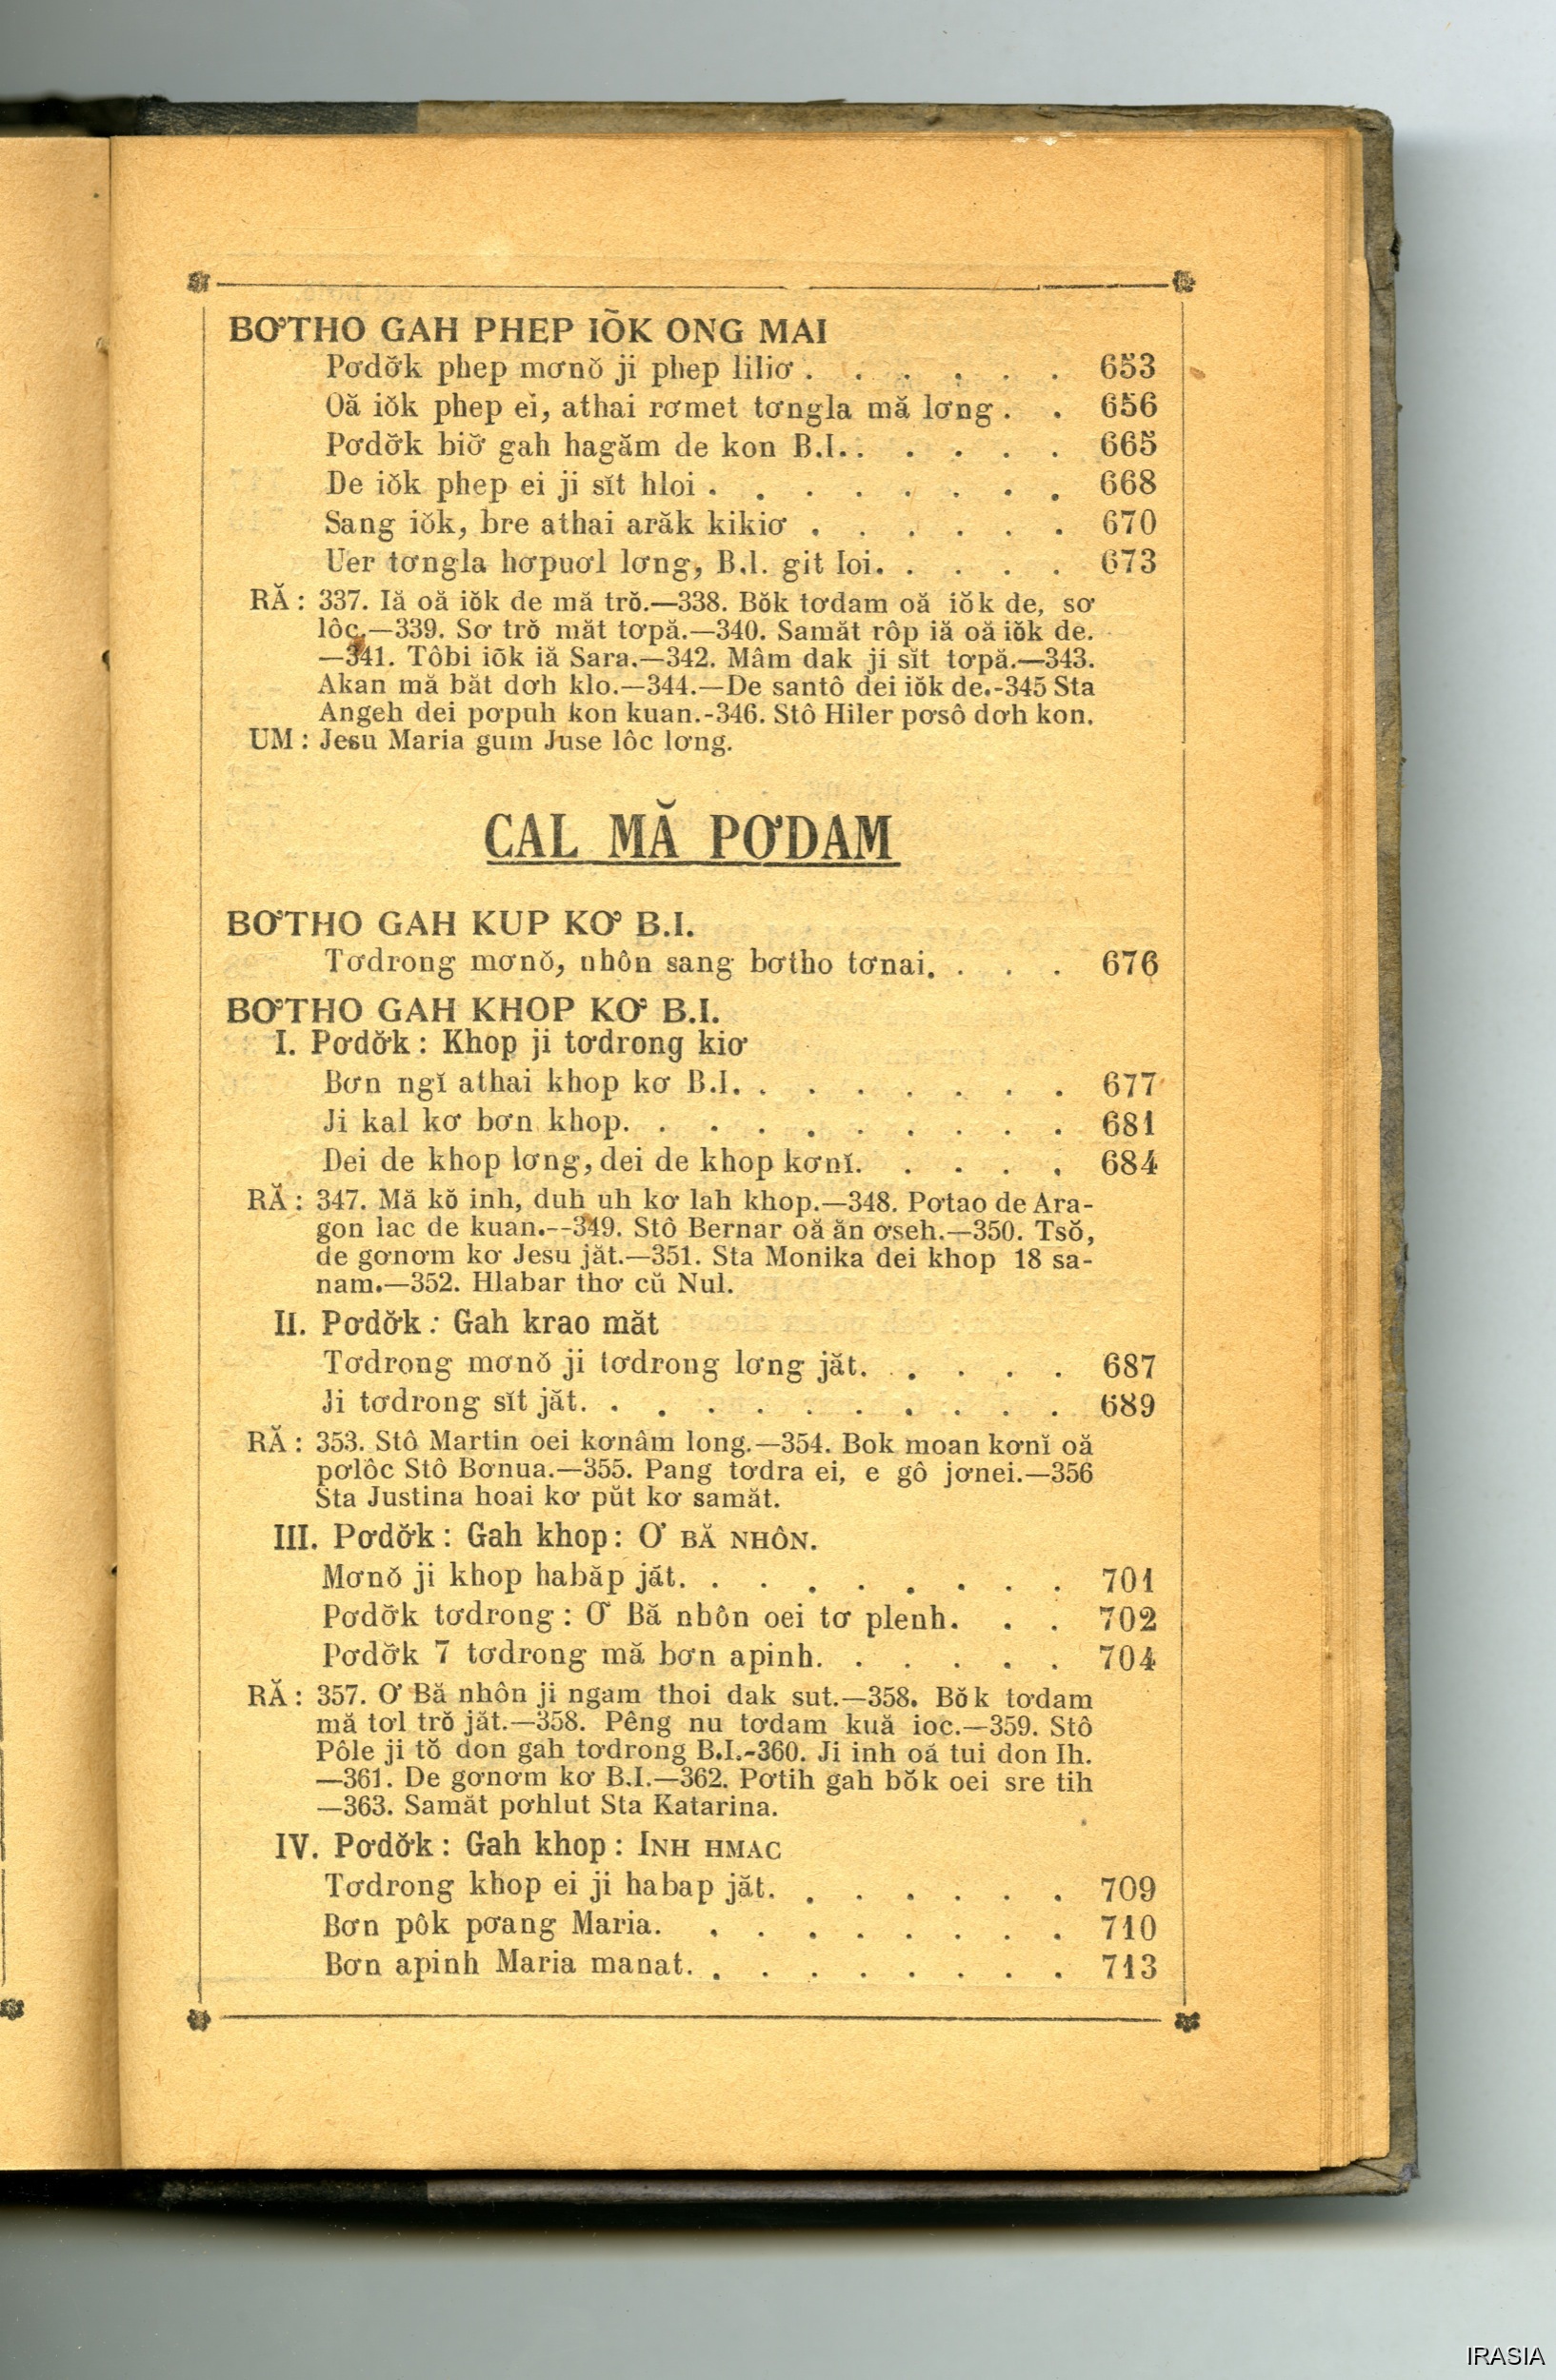 BƠTHO GAH PHEP IŎK ONG MAI
Pơdơ̆k phep mơnŏ ji phep liliơ . . . . . . 653
Oă iŏk phep ei, athai rơmet tơngla mă lơng . . 656
Pơdơ̆k biơ̆ gah hagăm de kon B.I. . . . . . 665
De iŏk phep ei ji sĭt hloi . . . . . . . . 668
Sang iŏk, bre athai arăk kikiơ . . . . . . 670
Uer tơngla hơpuơl lơng, B.I. git loi. . . . . 673
RĂ : 337. Iă oă iŏk de mă trŏ.—338. Bŏk tơdam oă iŏk de, sơ
lôc.—339. Sơ trŏ măt tơpă.—340. Samăt rôp iă oă iŏk de.
—341. Tôbi iŏk iă Sara.—342. Mâm dak ji sĭt tơpă.—343.
Akan mă băt dơh klo.—344.—De santô dei iŏk de.-345 Sta
Angeh dei pơpuh kon kuan.-346. Stô Hiler pơsô dơh kon.
UM : Jesu Maria gum Juse lôc lơng.
CAL MĂ PƠDAM
BƠTHO GAH KUP KƠ B.I.
Tơdrong mơnŏ, nhôn sang bơtho tơnai. . . . 676
BƠTHO GAH KHOP KƠ B.I.
I. Pơdơ̆k : Khop ji tơdrong kiơ
Bơn ngĭ athai khop kơ B.I. . . . . . . . 677
Ji kal kơ bơn khop. . . . . . . . . . 681
Dei de khop lơng, dei de khop kơnĭ. . . . . 684
RĂ : 347. Mă kŏ inh, duh uh kơ lah khop.—348. Pơtao de Ara-
gon lac de kuan.--349. Stô Bernar oă ăn ơseh.—350. Tsŏ,
de gơnơm kơ Jesu jăt.—351. Sta Monika dei khop 18 sa-
nam.—352. Hlabar thơ cŭ Nul.
II. Pơdơ̆k : Gah krao măt
Tơdrong mơnŏ ji tơdrong lơng jăt. . . . . 687
Ji tơdrong sĭt jăt. . . . . . . . . . . 689
RĂ : 353. Stô Martin oei kơnâm long.—354. Bok moan kơnĭ oă
pơlôc Stô Bơnua.—355. Pang tơdra ei, e gô jơnei.—356
Sta Justina hoai kơ pŭt kơ samăt.
III. Pơdơ̆k : Gah khop : Ơ BĂ NHÔN.
Mơnŏ ji khop habăp jăt. . . . . . . . . 701
Pơdơ̆k tơdrong : Ơ Bă nhôn oei tơ plenh. . . 702
Pơdơ̆k 7 tơdrong mă bơn apinh. . . . . . 704
RĂ : 357. Ơ Bă nhôn ji ngam thoi dak sut.—358. Bŏk tơdam
mă tơl trŏ jăt.—358. Pêng nu tơdam kuă ioc.—359. Stô
Pôle ji tŏ don gah tơdrong B.I.-360. Ji inh oă tui don Ih.
—361. De gơnơm kơ B.I.—362. Pơtih gah bŏk oei sre tih
—363. Samăt pơhlut Sta Katarina.
IV. Pơdơ̆k : Gah khop : INH HMAC
Tơdrong khop ei ji habap jăt. . . . . . . 709
Bơn pôk pơang Maria. . . . . . . . . 710
Bơn apinh Maria manat. . . . . . . . . 713
IRASIA